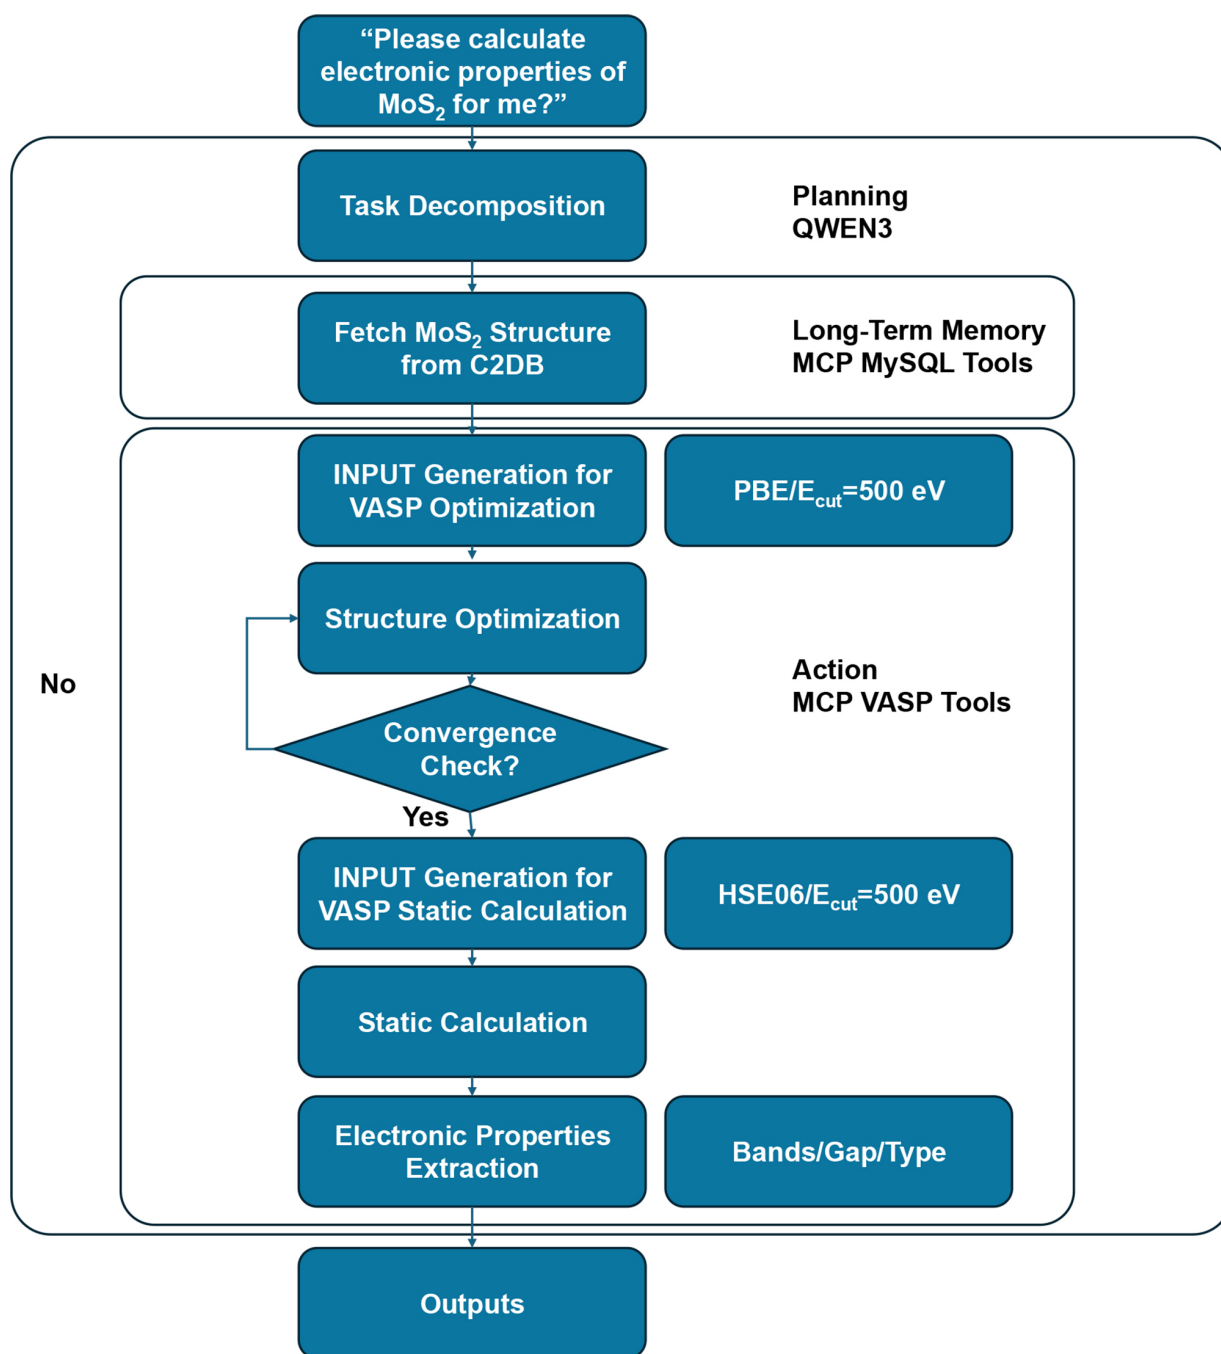 “Please calculate
electronic properties of
MoS₂ for me?”
Task Decomposition
Planning
QWEN3
Fetch MoS₂ Structure
from C2DB
Long-Term Memory
MCP MySQL Tools
INPUT Generation for
VASP Optimization
PBE/E_cut=500 eV
Structure Optimization
No
Action
MCP VASP Tools
Convergence
Check?
Yes
INPUT Generation for
VASP Static Calculation
HSE06/E_cut=500 eV
Static Calculation
Electronic Properties
Extraction
Bands/Gap/Type
Outputs